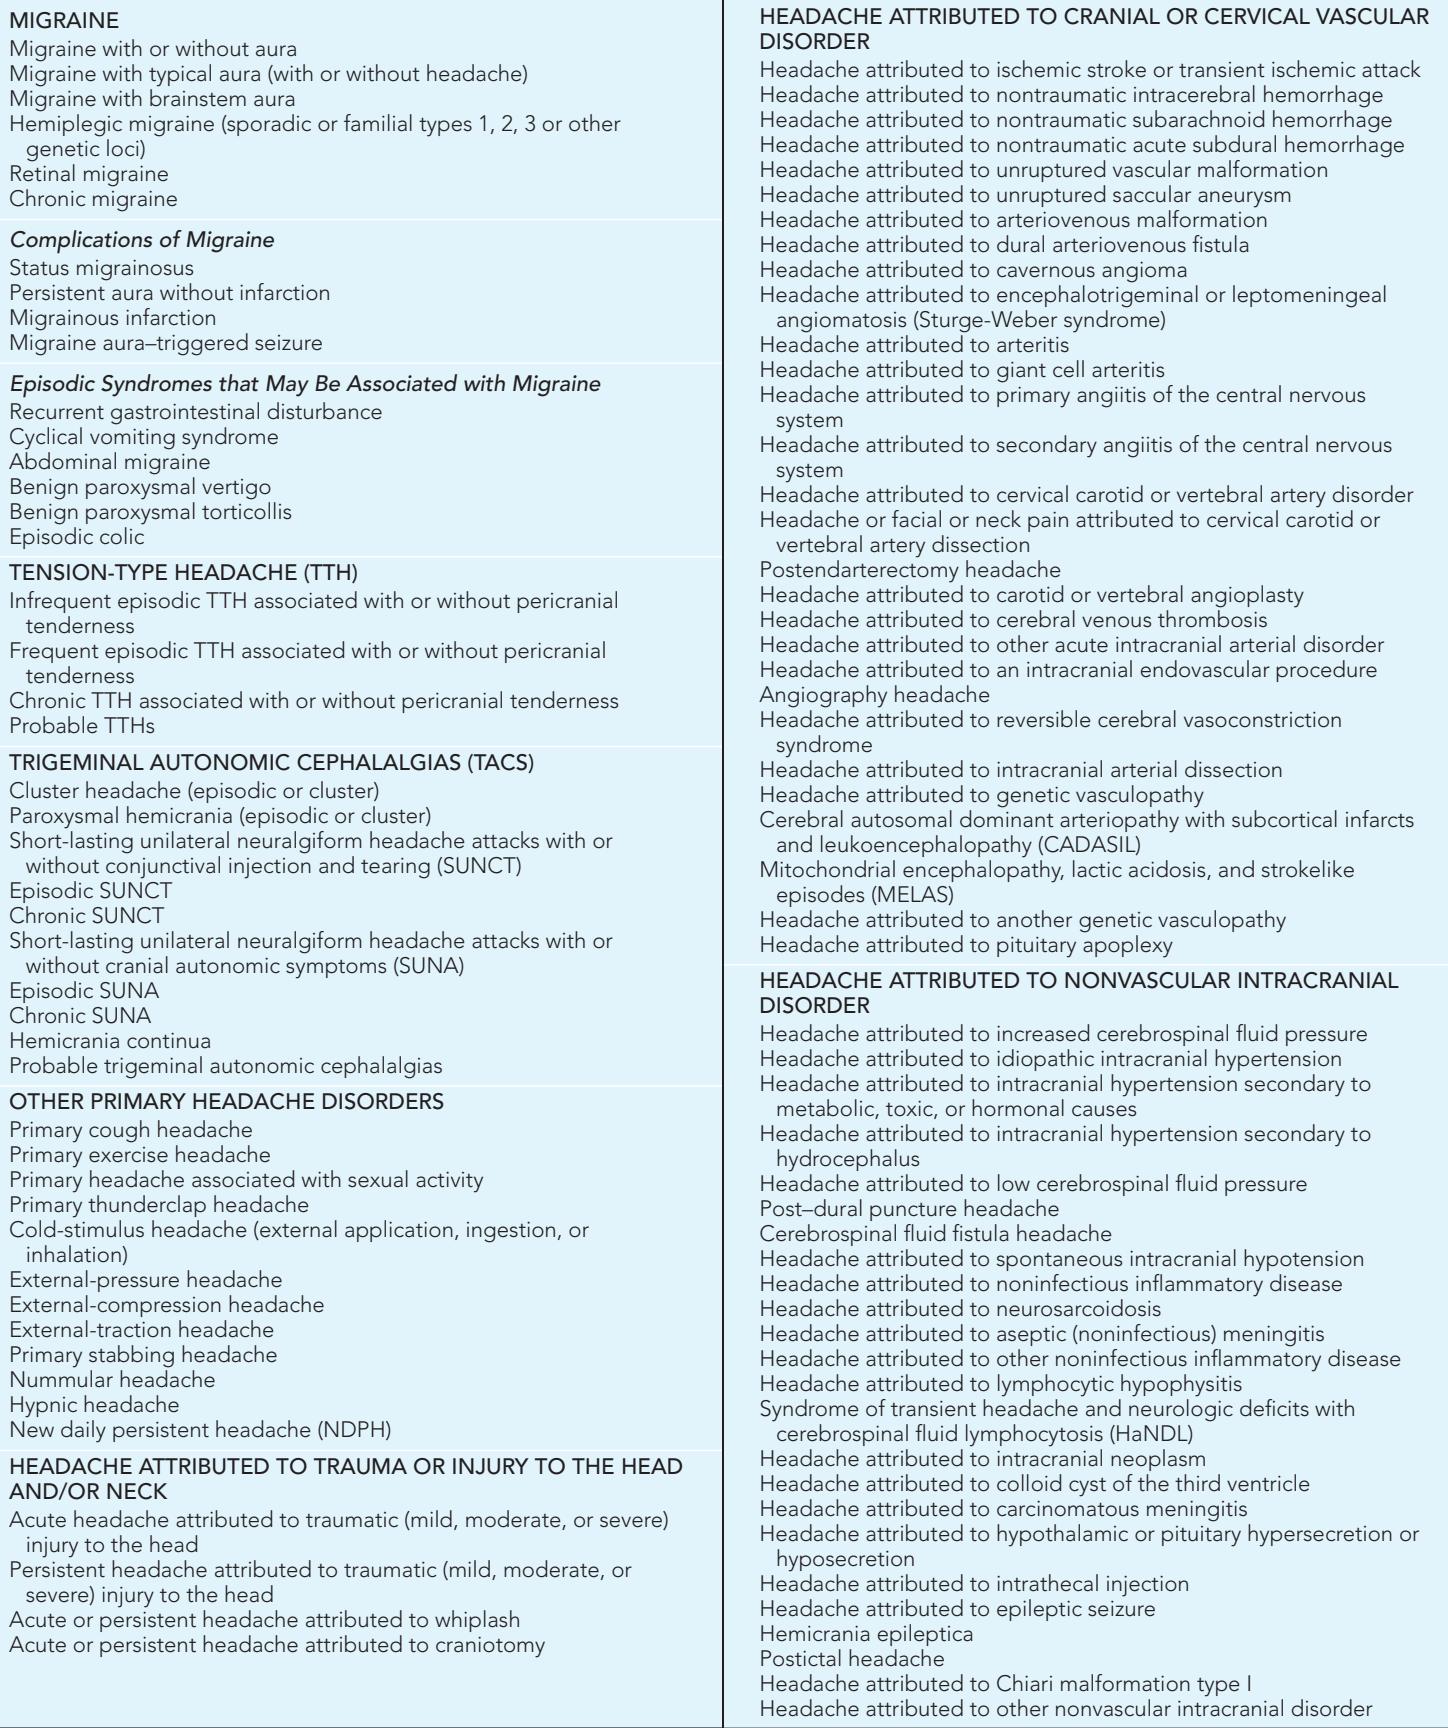 MIGRAINE
Migraine with or without aura
Migraine with typical aura (with or without headache)
Migraine with brainstem aura
Hemiplegic migraine (sporadic or familial types 1, 2, 3 or other
genetic loci)
Retinal migraine
Chronic migraine
Complications of Migraine
Status migrainosus
Persistent aura without infarction
Migrainous infarction
Migraine aura–triggered seizure
Episodic Syndromes that May Be Associated with Migraine
Recurrent gastrointestinal disturbance
Cyclical vomiting syndrome
Abdominal migraine
Benign paroxysmal vertigo
Benign paroxysmal torticollis
Episodic colic
TENSION-TYPE HEADACHE (TTH)
Infrequent episodic TTH associated with or without pericranial
tenderness
Frequent episodic TTH associated with or without pericranial
tenderness
Chronic TTH associated with or without pericranial tenderness
Probable TTHs
TRIGEMINAL AUTONOMIC CEPHALALGIAS (TACS)
Cluster headache (episodic or cluster)
Paroxysmal hemicrania (episodic or cluster)
Short-lasting unilateral neuralgiform headache attacks with or
without conjunctival injection and tearing (SUNCT)
Episodic SUNCT
Chronic SUNCT
Short-lasting unilateral neuralgiform headache attacks with or
without cranial autonomic symptoms (SUNA)
Episodic SUNA
Chronic SUNA
Hemicrania continua
Probable trigeminal autonomic cephalalgias
OTHER PRIMARY HEADACHE DISORDERS
Primary cough headache
Primary exercise headache
Primary headache associated with sexual activity
Primary thunderclap headache
Cold-stimulus headache (external application, ingestion, or
inhalation)
External-pressure headache
External-compression headache
External-traction headache
Primary stabbing headache
Nummular headache
Hypnic headache
New daily persistent headache (NDPH)
HEADACHE ATTRIBUTED TO TRAUMA OR INJURY TO THE HEAD
AND/OR NECK
Acute headache attributed to traumatic (mild, moderate, or severe)
injury to the head
Persistent headache attributed to traumatic (mild, moderate, or
severe) injury to the head
Acute or persistent headache attributed to whiplash
Acute or persistent headache attributed to craniotomy
HEADACHE ATTRIBUTED TO CRANIAL OR CERVICAL VASCULAR
DISORDER
Headache attributed to ischemic stroke or transient ischemic attack
Headache attributed to nontraumatic intracerebral hemorrhage
Headache attributed to nontraumatic subarachnoid hemorrhage
Headache attributed to nontraumatic acute subdural hemorrhage
Headache attributed to unruptured vascular malformation
Headache attributed to unruptured saccular aneurysm
Headache attributed to arteriovenous malformation
Headache attributed to dural arteriovenous fistula
Headache attributed to cavernous angioma
Headache attributed to encephalotrigeminal or leptomeningeal
angiomatosis (Sturge-Weber syndrome)
Headache attributed to arteritis
Headache attributed to giant cell arteritis
Headache attributed to primary angiitis of the central nervous
system
Headache attributed to secondary angiitis of the central nervous
system
Headache attributed to cervical carotid or vertebral artery disorder
Headache or facial or neck pain attributed to cervical carotid or
vertebral artery dissection
Postendarterectomy headache
Headache attributed to carotid or vertebral angioplasty
Headache attributed to cerebral venous thrombosis
Headache attributed to other acute intracranial arterial disorder
Headache attributed to an intracranial endovascular procedure
Angiography headache
Headache attributed to reversible cerebral vasoconstriction
syndrome
Headache attributed to intracranial arterial dissection
Headache attributed to genetic vasculopathy
Cerebral autosomal dominant arteriopathy with subcortical infarcts
and leukoencephalopathy (CADASIL)
Mitochondrial encephalopathy, lactic acidosis, and strokelike
episodes (MELAS)
Headache attributed to another genetic vasculopathy
Headache attributed to pituitary apoplexy
HEADACHE ATTRIBUTED TO NONVASCULAR INTRACRANIAL
DISORDER
Headache attributed to increased cerebrospinal fluid pressure
Headache attributed to idiopathic intracranial hypertension
Headache attributed to intracranial hypertension secondary to
metabolic, toxic, or hormonal causes
Headache attributed to intracranial hypertension secondary to
hydrocephalus
Headache attributed to low cerebrospinal fluid pressure
Post–dural puncture headache
Cerebrospinal fluid fistula headache
Headache attributed to spontaneous intracranial hypotension
Headache attributed to noninfectious inflammatory disease
Headache attributed to neurosarcoidosis
Headache attributed to aseptic (noninfectious) meningitis
Headache attributed to other noninfectious inflammatory disease
Headache attributed to lymphocytic hypophysitis
Syndrome of transient headache and neurologic deficits with
cerebrospinal fluid lymphocytosis (HaNDL)
Headache attributed to intracranial neoplasm
Headache attributed to colloid cyst of the third ventricle
Headache attributed to carcinomatous meningitis
Headache attributed to hypothalamic or pituitary hypersecretion or
hyposecretion
Headache attributed to intrathecal injection
Headache attributed to epileptic seizure
Hemicrania epileptica
Postictal headache
Headache attributed to Chiari malformation type I
Headache attributed to other nonvascular intracranial disorder